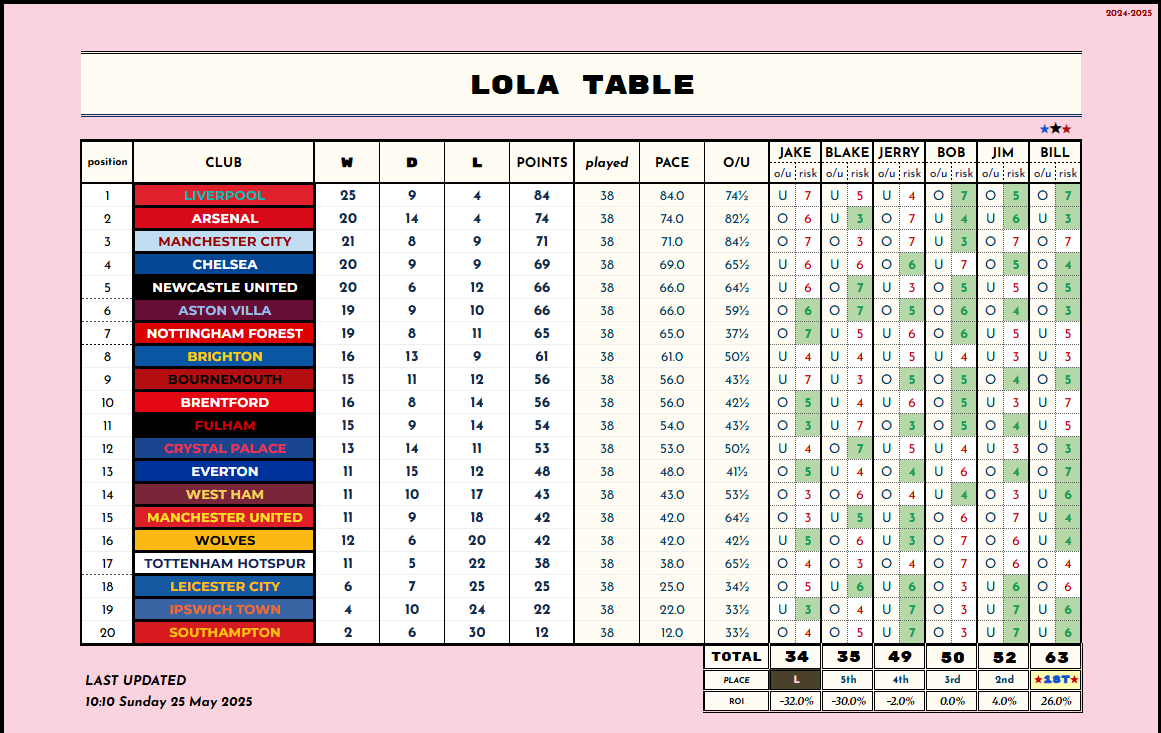 2024-2025
LOLA TABLE
★★★
position CLUB W D L POINTS played PACE O/U JAKE BLAKE JERRY BOB JIM BILL
o/u risk o/u risk o/u risk o/u risk o/u risk o/u risk
1 LIVERPOOL 25 9 4 84 38 84.0 74½ U 7 U 5 U 4 O 7 O 5 O 7
2 ARSENAL 20 14 4 74 38 74.0 82½ O 6 U 3 O 7 U 4 U 6 U 3
3 MANCHESTER CITY 21 8 9 71 38 71.0 84½ O 7 O 3 O 7 U 3 O 7 O 7
4 CHELSEA 20 9 9 69 38 69.0 65½ U 6 U 6 O 6 U 7 O 5 O 4
5 NEWCASTLE UNITED 20 6 12 66 38 66.0 64½ U 6 O 7 U 3 O 5 U 5 O 5
6 ASTON VILLA 19 9 10 66 38 66.0 59½ O 6 O 7 O 5 O 6 O 4 O 3
7 NOTTINGHAM FOREST 19 8 11 65 38 65.0 37½ O 7 U 5 U 6 O 6 U 5 U 5
8 BRIGHTON 16 13 9 61 38 61.0 50½ U 4 U 4 U 5 U 4 U 3 U 3
9 BOURNEMOUTH 15 11 12 56 38 56.0 43½ U 7 U 3 O 5 O 5 O 4 O 5
10 BRENTFORD 16 8 14 56 38 56.0 42½ O 5 U 4 U 6 O 5 U 3 U 7
11 FULHAM 15 9 14 54 38 54.0 43½ O 3 U 7 O 3 O 5 O 4 U 5
12 CRYSTAL PALACE 13 14 11 53 38 53.0 50½ U 4 O 7 U 5 U 4 U 3 O 3
13 EVERTON 11 15 12 48 38 48.0 41½ O 5 U 4 O 4 U 6 O 4 O 7
14 WEST HAM 11 10 17 43 38 43.0 53½ O 3 O 6 O 4 U 4 O 3 U 6
15 MANCHESTER UNITED 11 9 18 42 38 42.0 64½ O 3 U 5 U 3 O 6 O 7 U 4
16 WOLVES 12 6 20 42 38 42.0 42½ U 5 O 6 U 3 O 7 O 6 U 4
17 TOTTENHAM HOTSPUR 11 5 22 38 38 38.0 65½ O 4 O 3 O 4 O 7 O 6 O 4
18 LEICESTER CITY 6 7 25 25 38 25.0 34½ O 5 U 6 U 6 O 3 U 6 O 6
19 IPSWICH TOWN 4 10 24 22 38 22.0 33½ U 3 O 4 U 7 O 3 U 7 U 6
20 SOUTHAMPTON 2 6 30 12 38 12.0 33½ O 4 O 5 U 7 O 3 U 7 U 6
TOTAL 34 35 49 50 52 63
PLACE L 5th 4th 3rd 2nd ★1ST★
ROI -32.0% -30.0% -2.0% 0.0% 4.0% 26.0%
LAST UPDATED
10:10 Sunday 25 May 2025